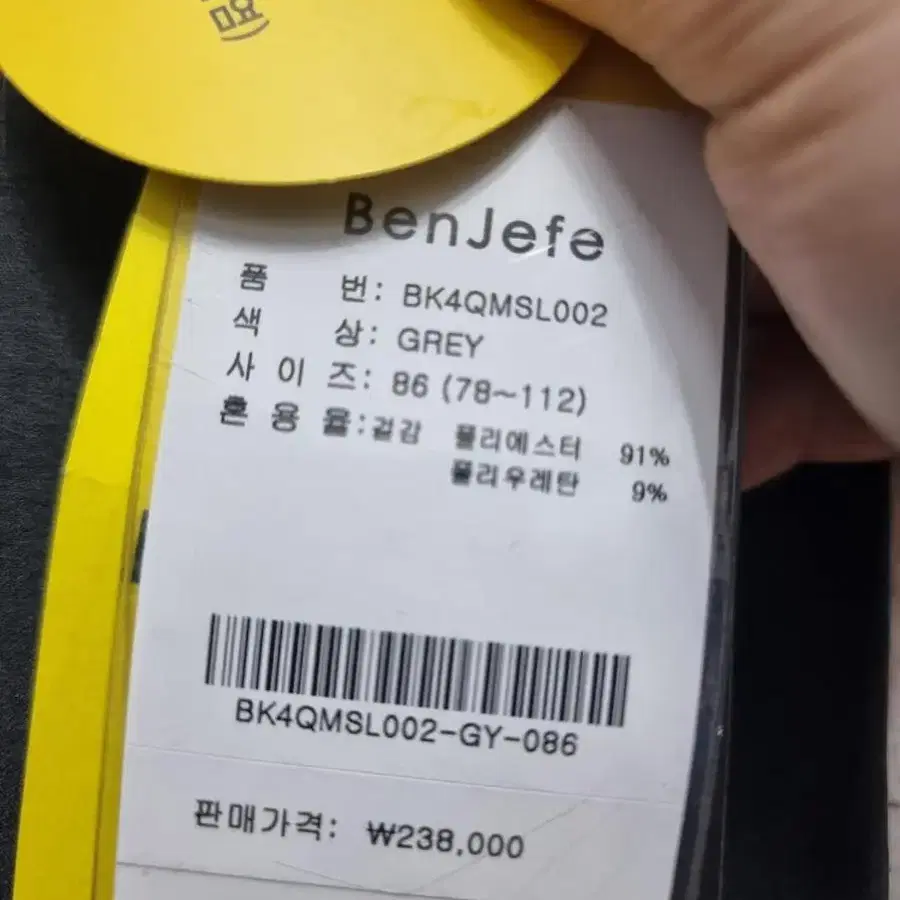 BenJefe
품 번: BK4QMSL002
색 상: GREY
사 이 즈: 86 (78~112)
혼 용 율:겉감 폴리에스터 91%
폴리우레탄 9%
BK4QMSL002-GY-086
판매가격: ₩238,000